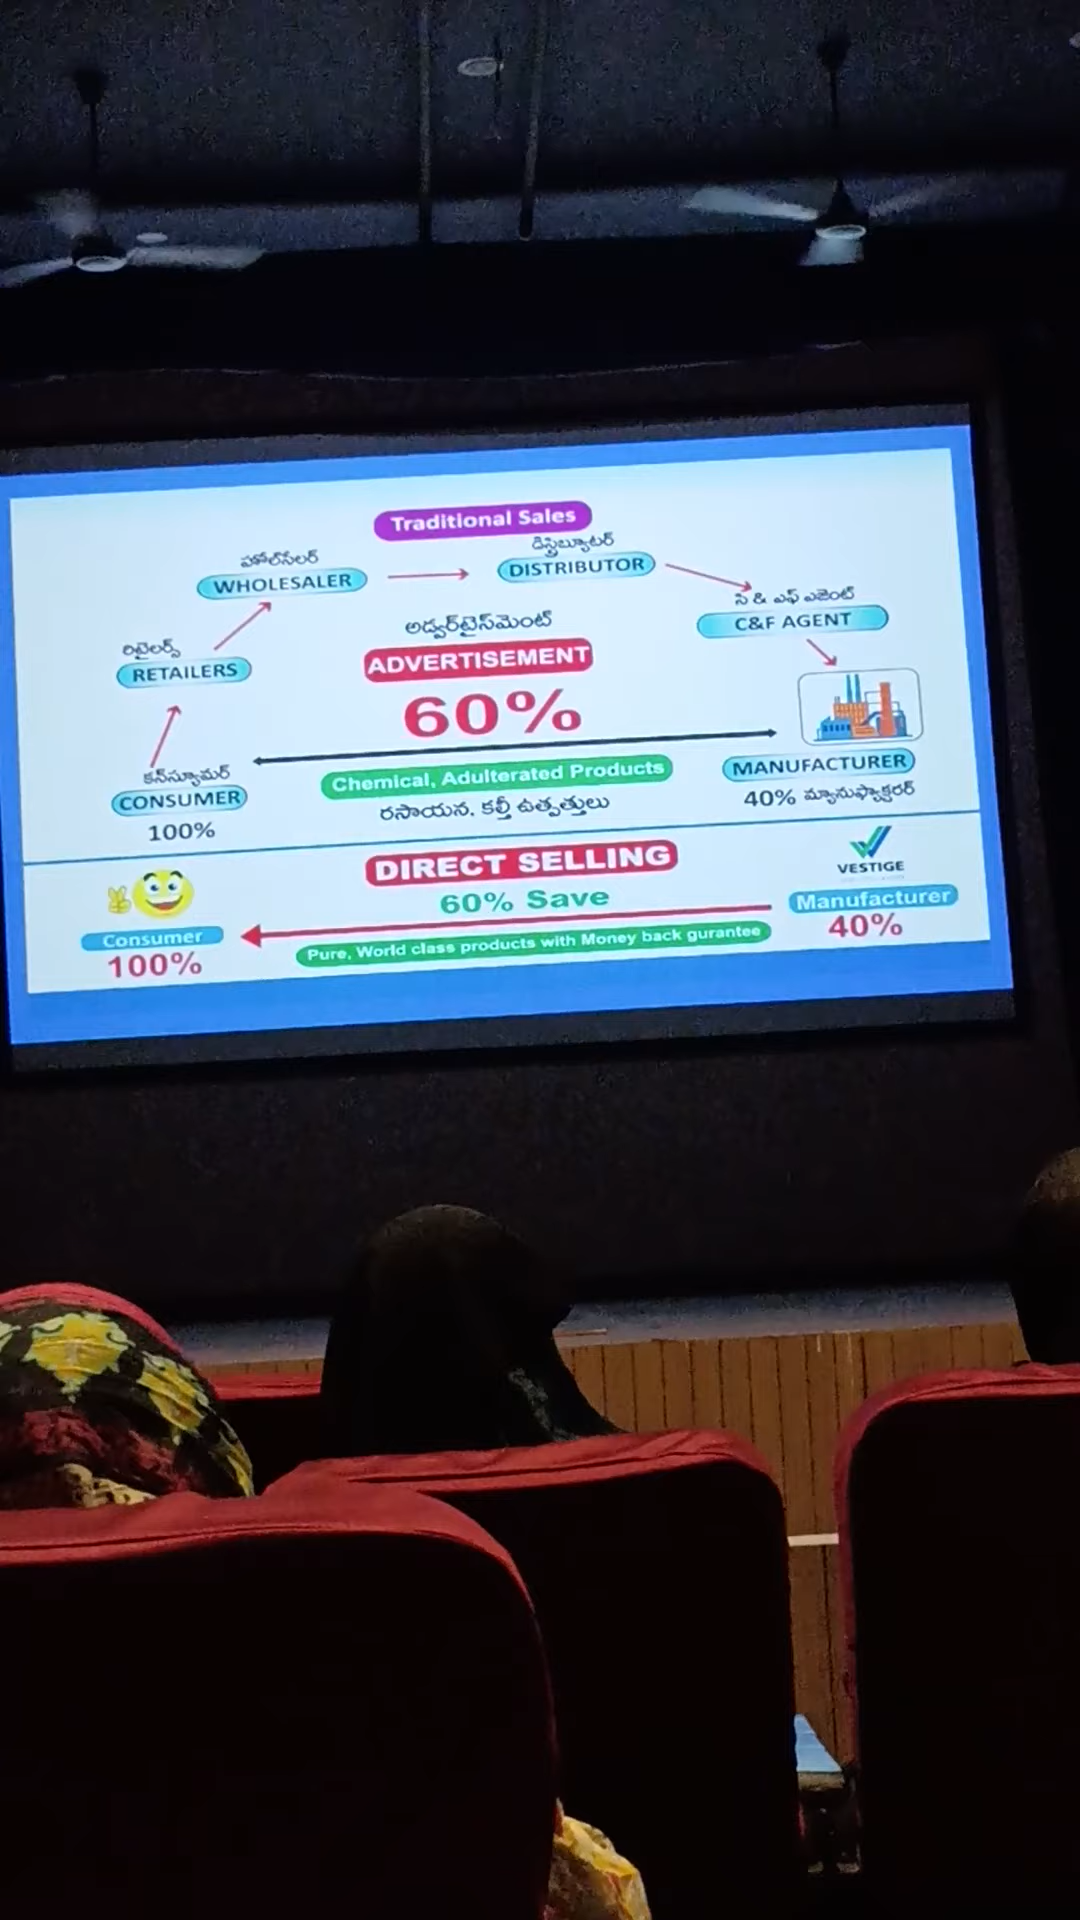 Traditional Sales
హోల్‌సేలర్
WHOLESALER
డిస్ట్రిబ్యూటర్
DISTRIBUTOR
సి & ఎఫ్ ఎజెంట్
C&F AGENT
రిటైలర్స్
RETAILERS
అడ్వర్‌టైస్‌మెంట్
ADVERTISEMENT
60%
కన్‌స్యూమర్
CONSUMER
100%
Chemical, Adulterated Products
రసాయన. కల్తీ ఉత్పత్తులు
MANUFACTURER
40% మ్యానుఫ్యాక్చరర్
DIRECT SELLING
60% Save
VESTIGE
Manufacturer
40%
Consumer
100%
Pure, World class products with Money back gurantee